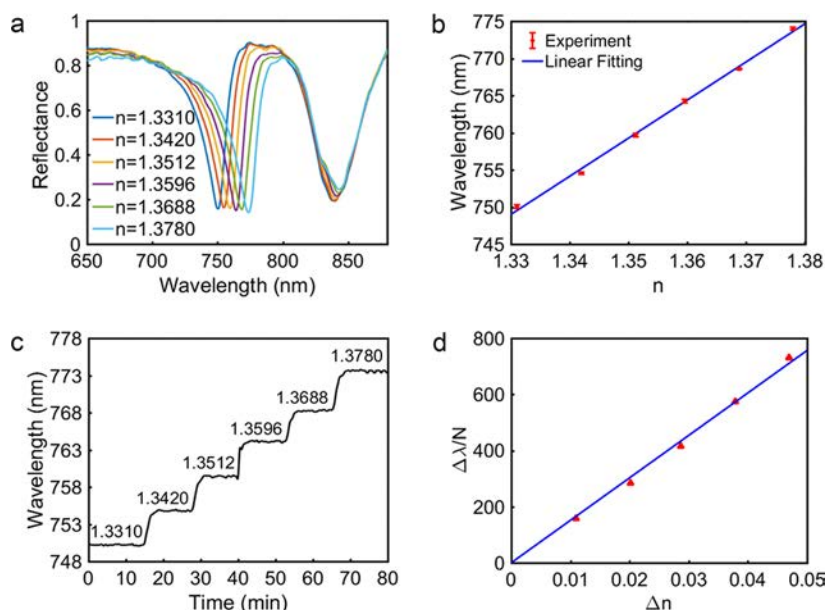 a
1
0.8
0.6
0.4
0.2
0
Reflectance
n=1.3310
n=1.3420
n=1.3512
n=1.3596
n=1.3688
n=1.3780
650 700 750 800 850
Wavelength (nm)
b
775
770
765
760
755
750
745
Wavelength (nm)
Experiment
Linear Fitting
1.33 1.34 1.35 1.36 1.37 1.38
n
c
778
773
768
763
758
753
748
Wavelength (nm)
1.3310
1.3420
1.3512
1.3596
1.3688
1.3780
0 10 20 30 40 50 60 70 80
Time (min)
d
800
600
400
200
0
Δλ/N
0 0.01 0.02 0.03 0.04 0.05
Δn